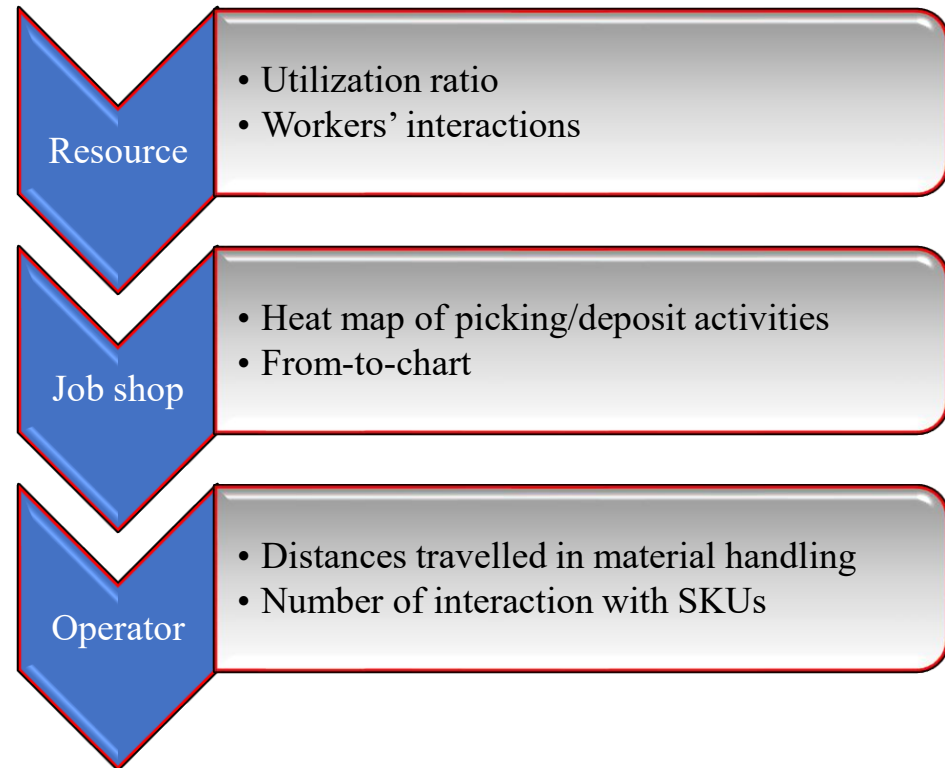 Resource
• Utilization ratio
• Workers’ interactions
Job shop
• Heat map of picking/deposit activities
• From-to-chart
Operator
• Distances travelled in material handling
• Number of interaction with SKUs